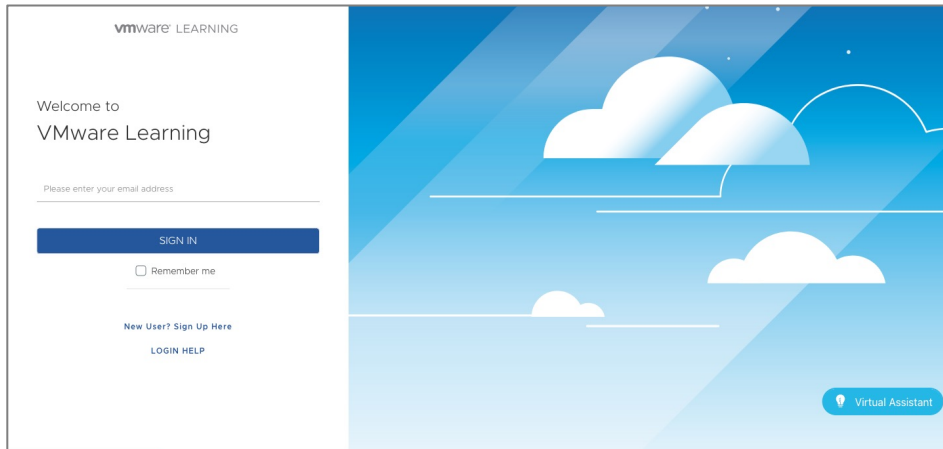 vmware® LEARNING
Welcome to
VMware Learning
Please enter your email address
SIGN IN
Remember me
New User? Sign Up Here
LOGIN HELP
Virtual Assistant